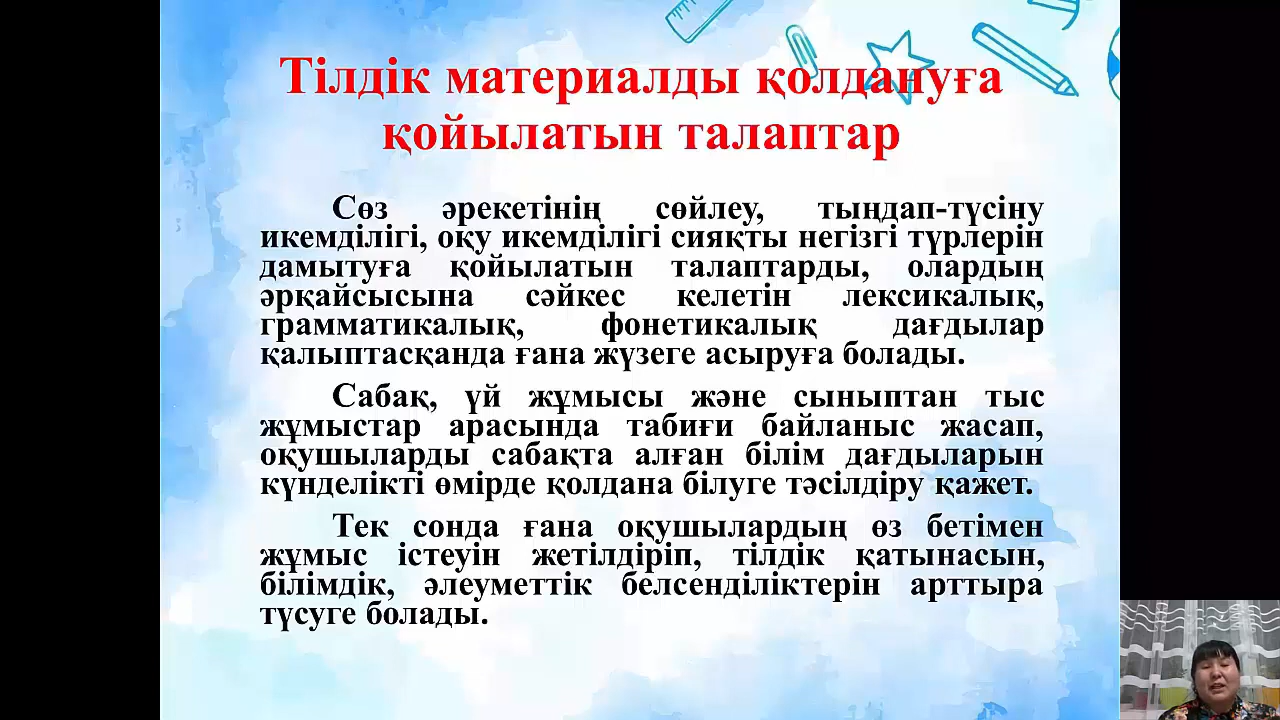 Тілдік материалды қолдануға
қойылатын талаптар
Сөз әрекетінің сөйлеу, тыңдап-түсіну
икемділігі, оқу икемділігі сияқты негізгі түрлерін
дамытуға қойылатын талаптарды, олардың
әрқайсысына сәйкес келетін лексикалық,
грамматикалық, фонетикалық дағдылар
қалыптасқанда ғана жүзеге асыруға болады.
Сабақ, үй жұмысы және сыныптан тыс
жұмыстар арасында табиғи байланыс жасап,
оқушыларды сабақта алған білім дағдыларын
күнделікті өмірде қолдана білуге тәсілдіру қажет.
Тек сонда ғана оқушылардың өз бетімен
жұмыс істеуін жетілдіріп, тілдік қатынасын,
білімдік, әлеуметтік белсенділіктерін арттыра
түсуге болады.